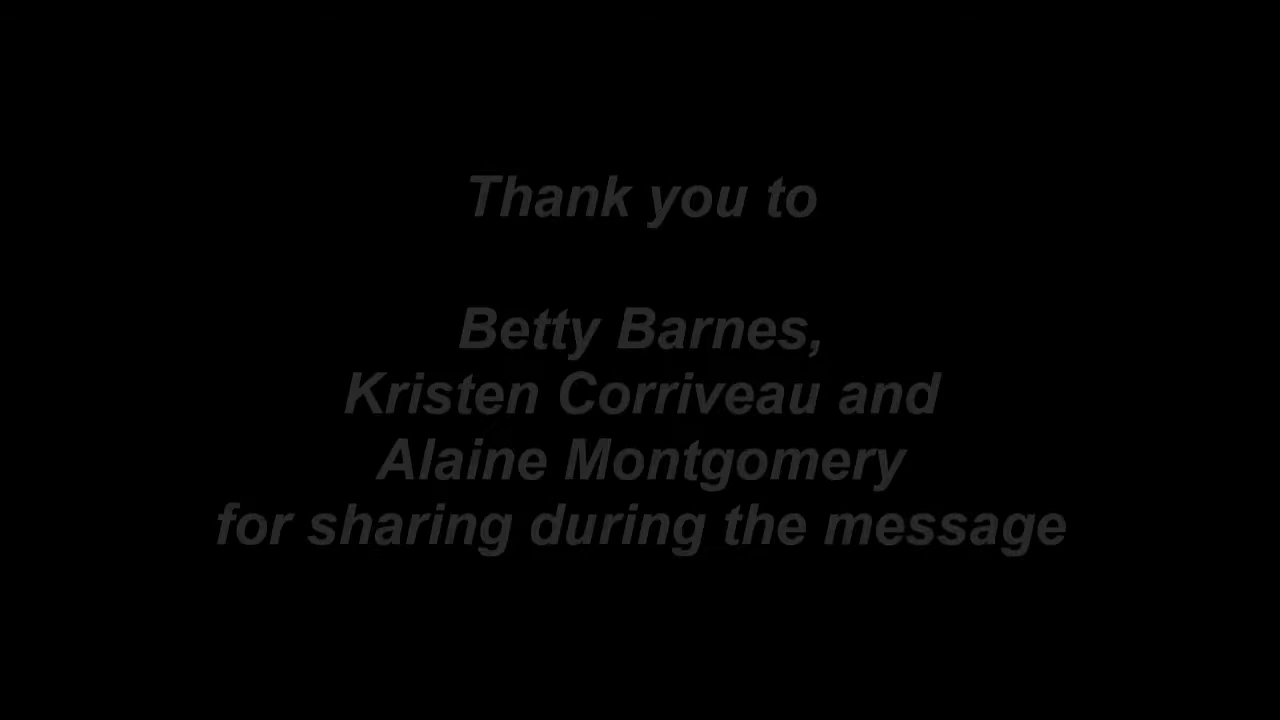 Thank you to
Betty Barnes,
Kristen Corriveau and
Alaine Montgomery
for sharing during the message